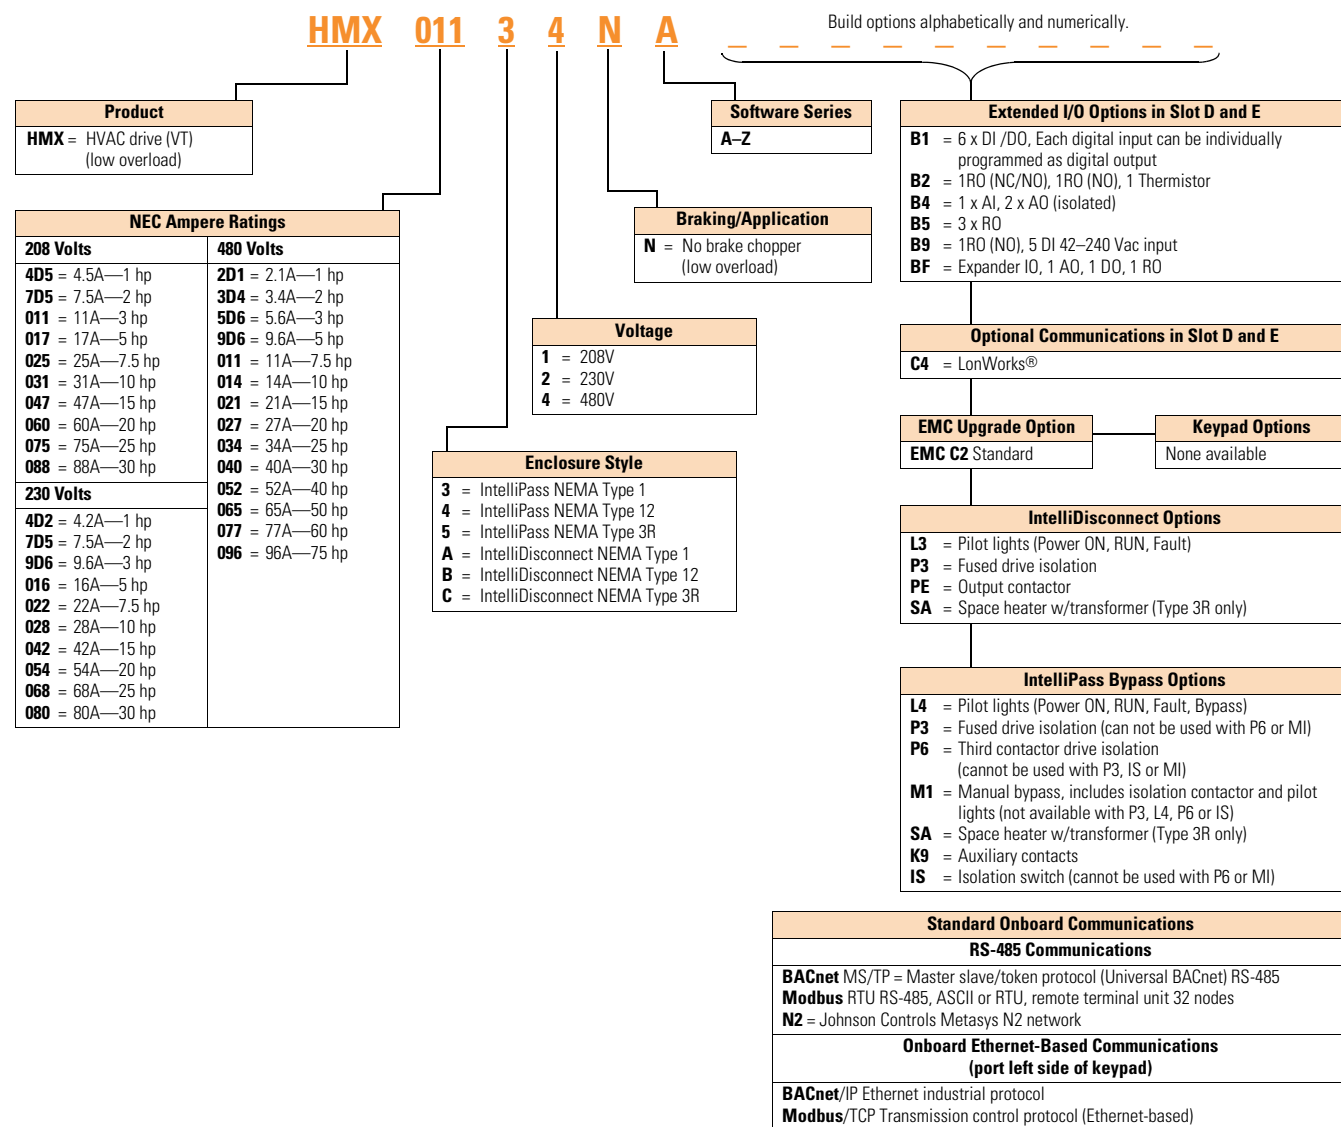 HMX 011 3 4 N A
Build options alphabetically and numerically.
Product
HMX = HVAC drive (VT)
(low overload)
NEC Ampere Ratings
208 Volts
4D5 = 4.5A—1 hp
7D5 = 7.5A—2 hp
011 = 11A—3 hp
017 = 17A—5 hp
025 = 25A—7.5 hp
031 = 31A—10 hp
047 = 47A—15 hp
060 = 60A—20 hp
075 = 75A—25 hp
088 = 88A—30 hp
230 Volts
4D2 = 4.2A—1 hp
7D5 = 7.5A—2 hp
9D6 = 9.6A—3 hp
016 = 16A—5 hp
022 = 22A—7.5 hp
028 = 28A—10 hp
042 = 42A—15 hp
054 = 54A—20 hp
068 = 68A—25 hp
080 = 80A—30 hp
480 Volts
2D1 = 2.1A—1 hp
3D4 = 3.4A—2 hp
5D6 = 5.6A—3 hp
9D6 = 9.6A—5 hp
011 = 11A—7.5 hp
014 = 14A—10 hp
021 = 21A—15 hp
027 = 27A—20 hp
034 = 34A—25 hp
040 = 40A—30 hp
052 = 52A—40 hp
065 = 65A—50 hp
077 = 77A—60 hp
096 = 96A—75 hp
Enclosure Style
3 = IntelliPass NEMA Type 1
4 = IntelliPass NEMA Type 12
5 = IntelliPass NEMA Type 3R
A = IntelliDisconnect NEMA Type 1
B = IntelliDisconnect NEMA Type 12
C = IntelliDisconnect NEMA Type 3R
Voltage
1 = 208V
2 = 230V
4 = 480V
Braking/Application
N = No brake chopper
(low overload)
Software Series
A–Z
Extended I/O Options in Slot D and E
B1 = 6 x DI /DO, Each digital input can be individually
programmed as digital output
B2 = 1RO (NC/NO), 1RO (NO), 1 Thermistor
B4 = 1 x AI, 2 x AO (isolated)
B5 = 3 x RO
B9 = 1RO (NO), 5 DI 42–240 Vac input
BF = Expander IO, 1 AO, 1 DO, 1 RO
Optional Communications in Slot D and E
C4 = LonWorks®
EMC Upgrade Option
EMC C2 Standard
Keypad Options
None available
IntelliDisconnect Options
L3 = Pilot lights (Power ON, RUN, Fault)
P3 = Fused drive isolation
PE = Output contactor
SA = Space heater w/transformer (Type 3R only)
IntelliPass Bypass Options
L4 = Pilot lights (Power ON, RUN, Fault, Bypass)
P3 = Fused drive isolation (can not be used with P6 or MI)
P6 = Third contactor drive isolation
(cannot be used with P3, IS or MI)
M1 = Manual bypass, includes isolation contactor and pilot
lights (not available with P3, L4, P6 or IS)
SA = Space heater w/transformer (Type 3R only)
K9 = Auxiliary contacts
IS = Isolation switch (cannot be used with P6 or MI)
Standard Onboard Communications
RS-485 Communications
BACnet MS/TP = Master slave/token protocol (Universal BACnet) RS-485
Modbus RTU RS-485, ASCII or RTU, remote terminal unit 32 nodes
N2 = Johnson Controls Metasys N2 network
Onboard Ethernet-Based Communications
(port left side of keypad)
BACnet/IP Ethernet industrial protocol
Modbus/TCP Transmission control protocol (Ethernet-based)